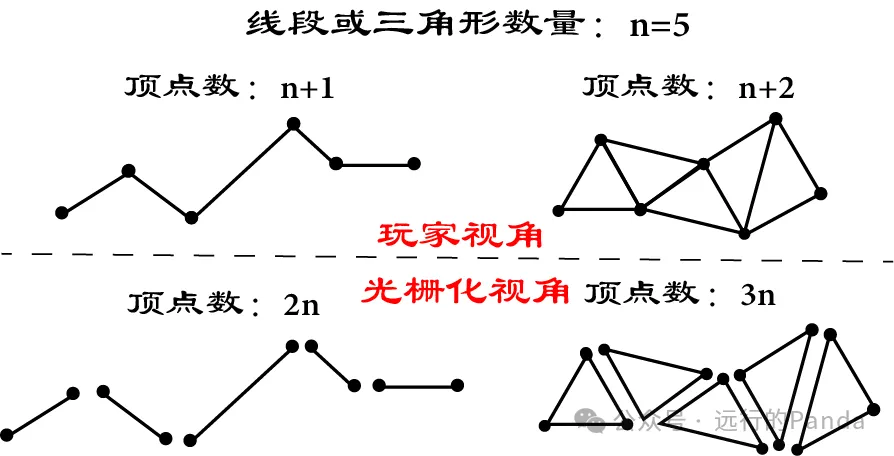 线段或三角形数量：n=5
顶点数：n+1
顶点数：n+2
玩家视角
光栅化视角
顶点数：2n
顶点数：3n
公众号·远行的Panda